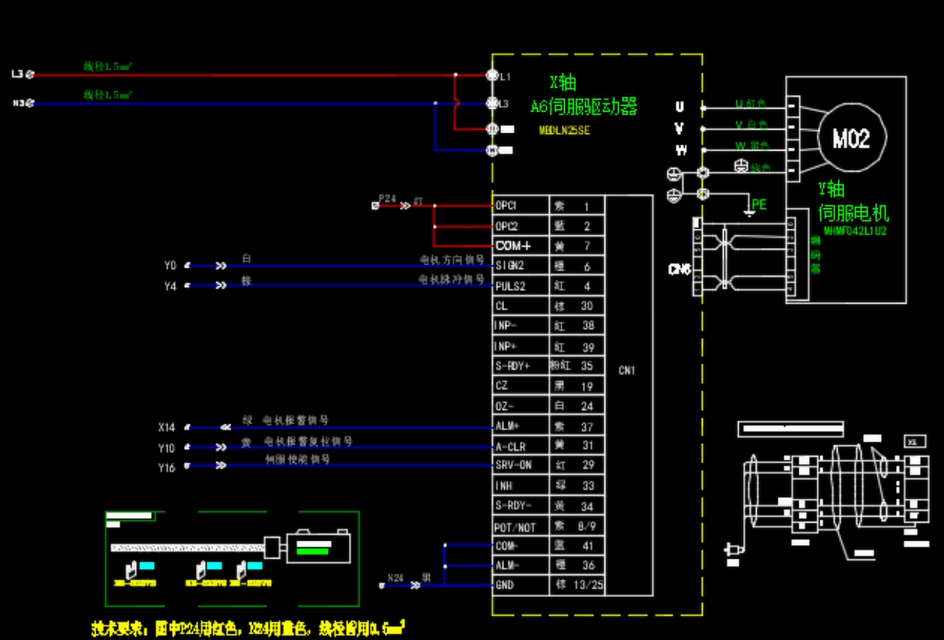 L3 线径1.5mm²
N3 线径1.5mm²
L1
L3
X轴
A6伺服驱动器
MBDLN25SE
U U 红色
V V 白色
W W 黑色
绿色
PE
M02
Y轴
伺服电机
MHMF042L1U2
编码器
CN6
P24 红
OPC1 紫 1
OPC2 蓝 2
COM+ 黄 7
Y0 白 电机方向信号 SIGN2 橙 6
Y4 棕 电机脉冲信号 PULS2 红 4
CL 棕 30
INP- 红 38
INP+ 红 39
S-RDY+ 粉红 35
CN1
CZ 黑 19
OZ- 白 24
X14 绿 电机报警信号 ALM+ 紫 37
Y10 黄 电机报警复位信号 A-CLR 黄 31
Y16 伺服使能信号 SRV-ON 红 29
INH 绿 33
S-RDY- 黄 34
POT/NOT 紫 8/9
COM- 蓝 41
ALM- 橙 36
N24 黑 GND 棕 13/25
X6
技术要求：图中P24用红色，N24用黑色，线径皆用0.5mm²